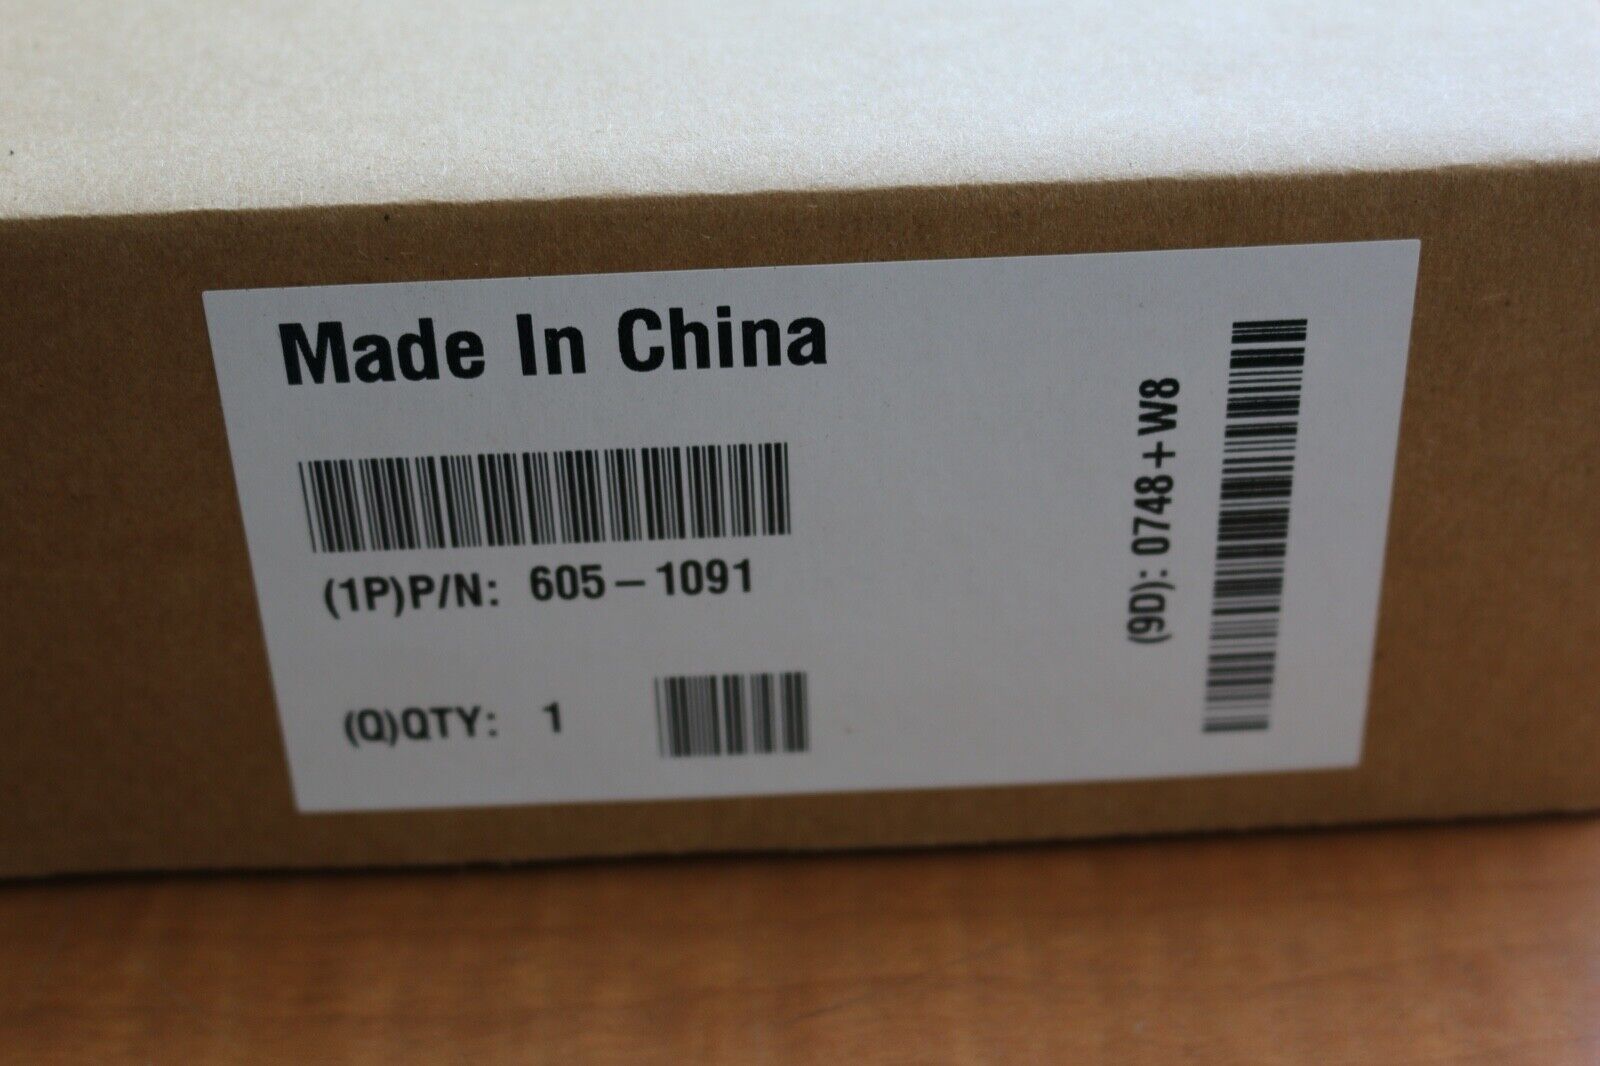 Made In China
(1P)P/N: 605-1091
(Q)QTY: 1
(9D): 0748+W8